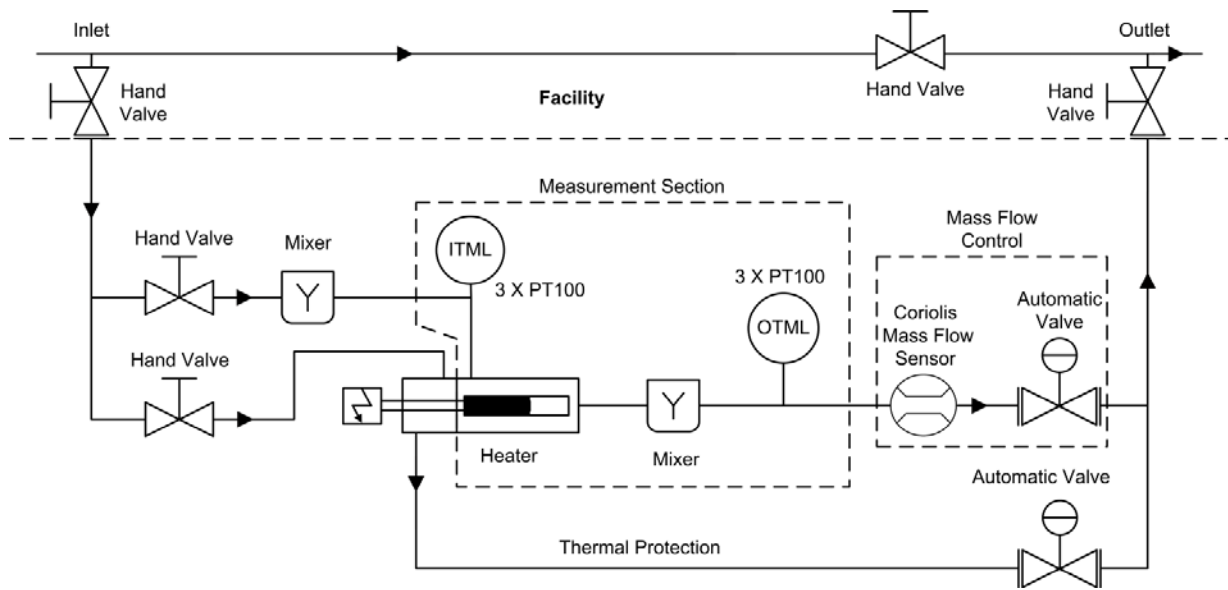 Inlet
Outlet
Hand
Valve
Facility
Hand Valve
Hand
Valve
Measurement Section
Mass Flow
Control
Hand Valve
Mixer
ITML
3 X PT100
3 X PT100
OTML
Coriolis
Mass Flow
Sensor
Automatic
Valve
Hand Valve
Heater
Mixer
Automatic Valve
Thermal Protection